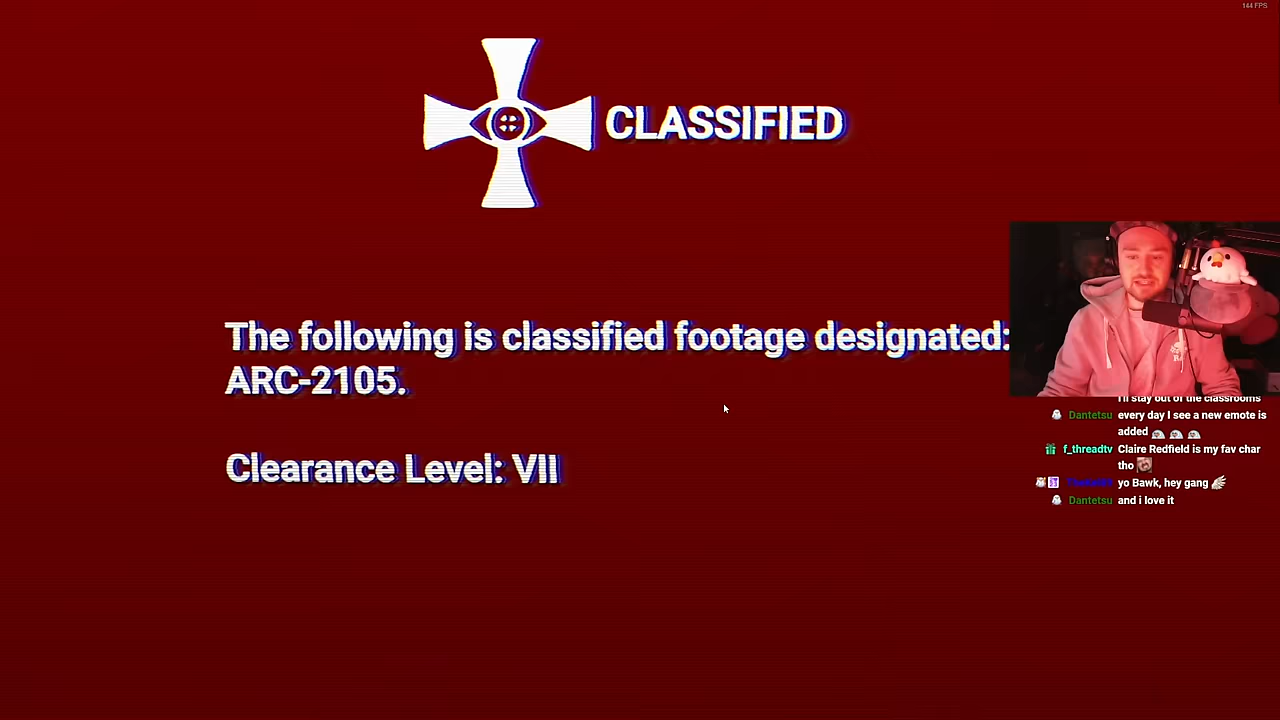 144 FPS
CLASSIFIED
The following is classified footage designated:
ARC-2105.
Clearance Level: VII
I'll stay out of the classrooms
Dantetsu every day I see a new emote is
added
f_threadtv Claire Redfield is my fav char
tho
yo Bawk, hey gang
Dantetsu and i love it